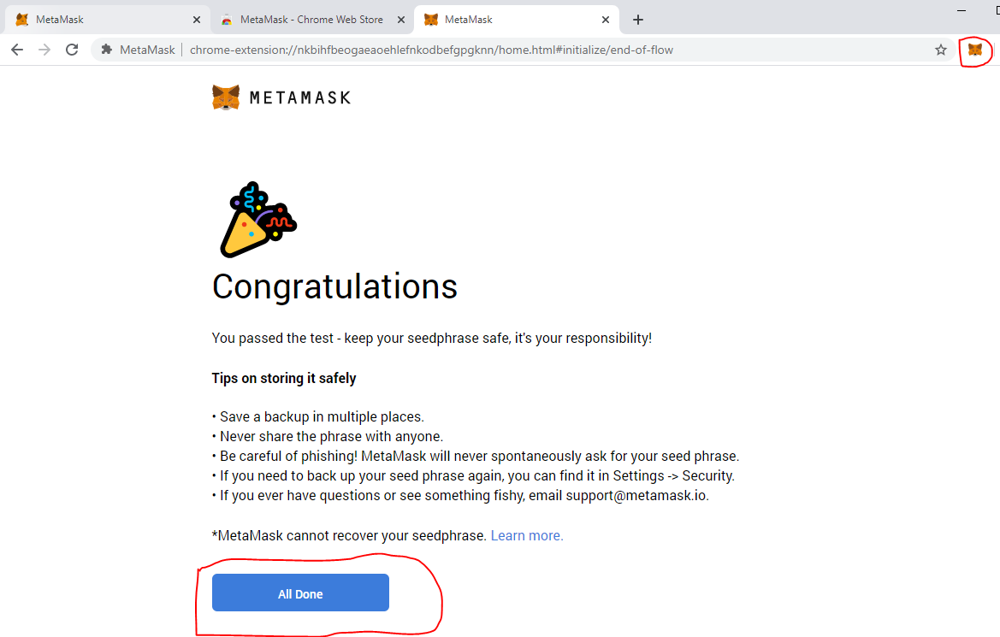 MetaMask
MetaMask - Chrome Web Store
MetaMask
MetaMask chrome-extension://nkbihfbeogaeaoehlefnkodbefgpgknn/home.html#initialize/end-of-flow
METAMASK
Congratulations
You passed the test - keep your seedphrase safe, it's your responsibility!
Tips on storing it safely
• Save a backup in multiple places.
• Never share the phrase with anyone.
• Be careful of phishing! MetaMask will never spontaneously ask for your seed phrase.
• If you need to back up your seed phrase again, you can find it in Settings -> Security.
• If you ever have questions or see something fishy, email support@metamask.io.
*MetaMask cannot recover your seedphrase. Learn more.
All Done